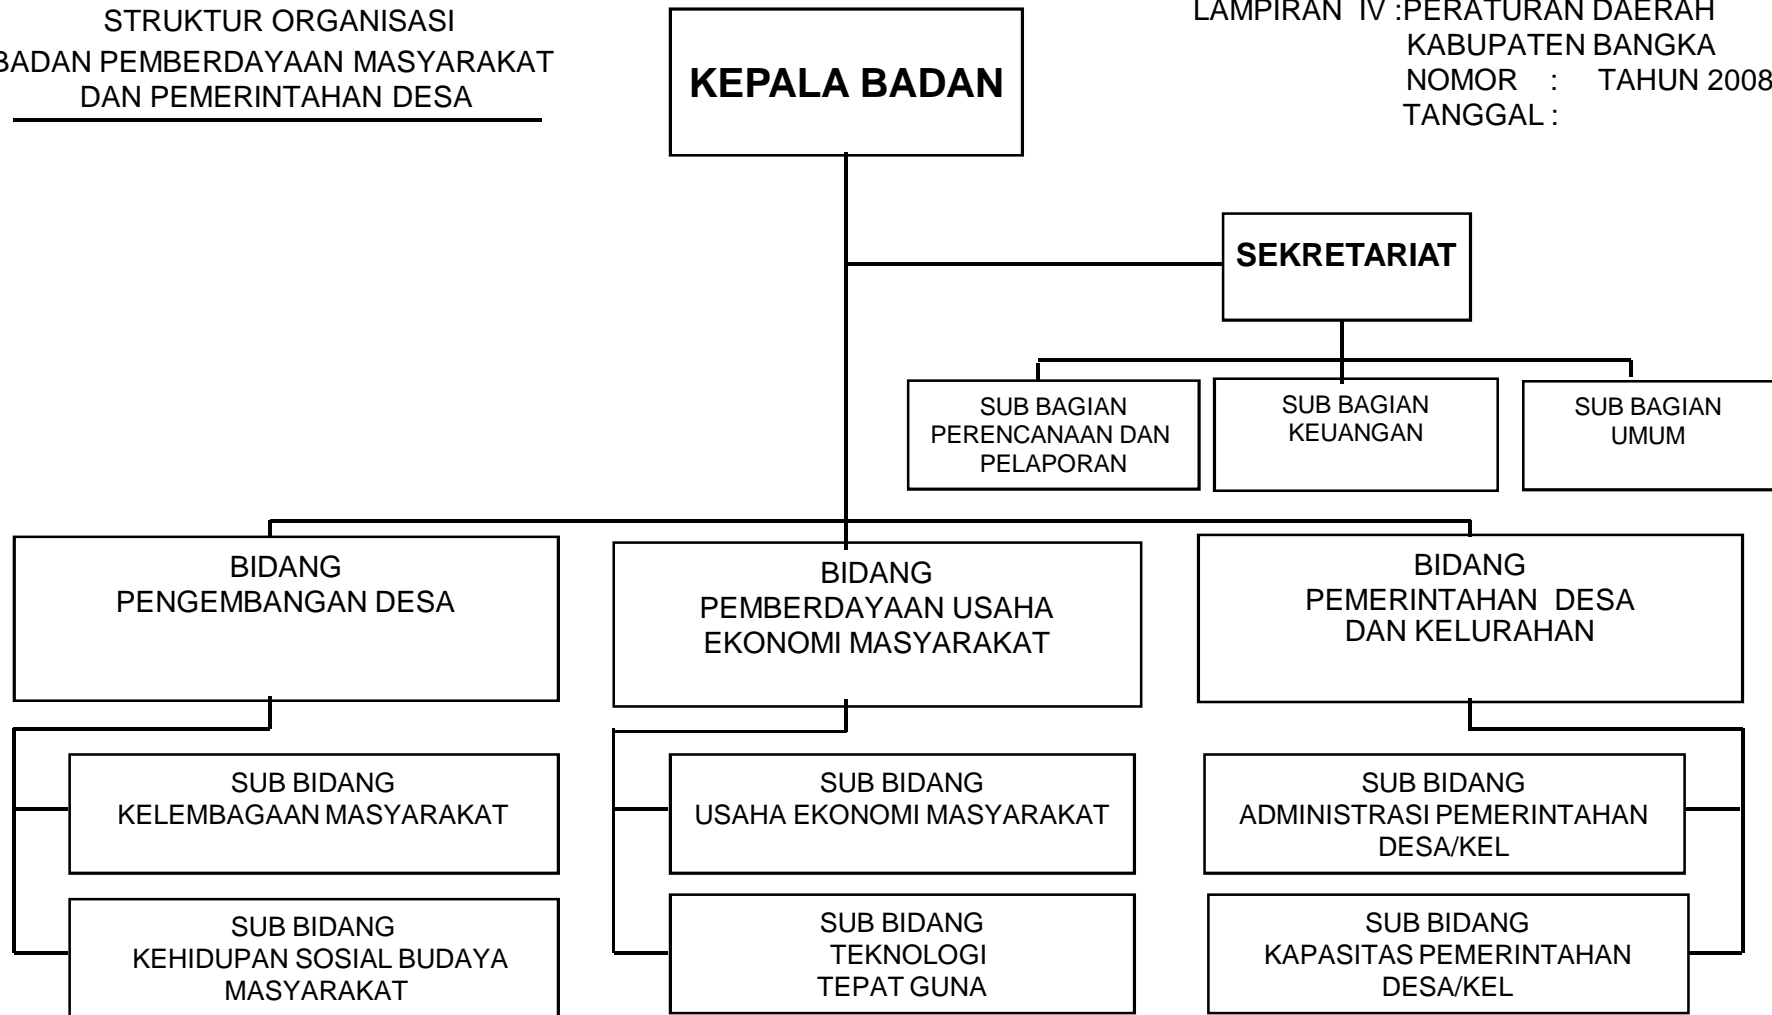 STRUKTUR ORGANISASI
BADAN PEMBERDAYAAN MASYARAKAT
DAN PEMERINTAHAN DESA
LAMPIRAN IV :PERATURAN DAERAH
KABUPATEN BANGKA
NOMOR : TAHUN 2008
TANGGAL :
KEPALA BADAN
SEKRETARIAT
SUB BAGIAN
PERENCANAAN DAN
PELAPORAN
SUB BAGIAN
KEUANGAN
SUB BAGIAN
UMUM
BIDANG
PENGEMBANGAN DESA
BIDANG
PEMBERDAYAAN USAHA
EKONOMI MASYARAKAT
BIDANG
PEMERINTAHAN DESA
DAN KELURAHAN
SUB BIDANG
KELEMBAGAAN MASYARAKAT
SUB BIDANG
USAHA EKONOMI MASYARAKAT
SUB BIDANG
ADMINISTRASI PEMERINTAHAN
DESA/KEL
SUB BIDANG
KEHIDUPAN SOSIAL BUDAYA
MASYARAKAT
SUB BIDANG
TEKNOLOGI
TEPAT GUNA
SUB BIDANG
KAPASITAS PEMERINTAHAN
DESA/KEL